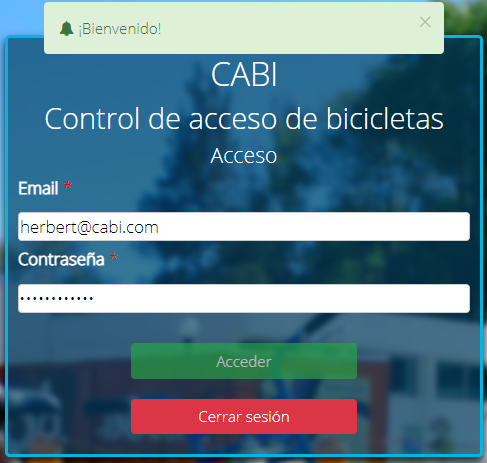 ¡Bienvenido!
×
CABI
Control de acceso de bicicletas
Acceso
Email *
herbert@cabi.com
Contraseña *
••••••••••••
Acceder
Cerrar sesión